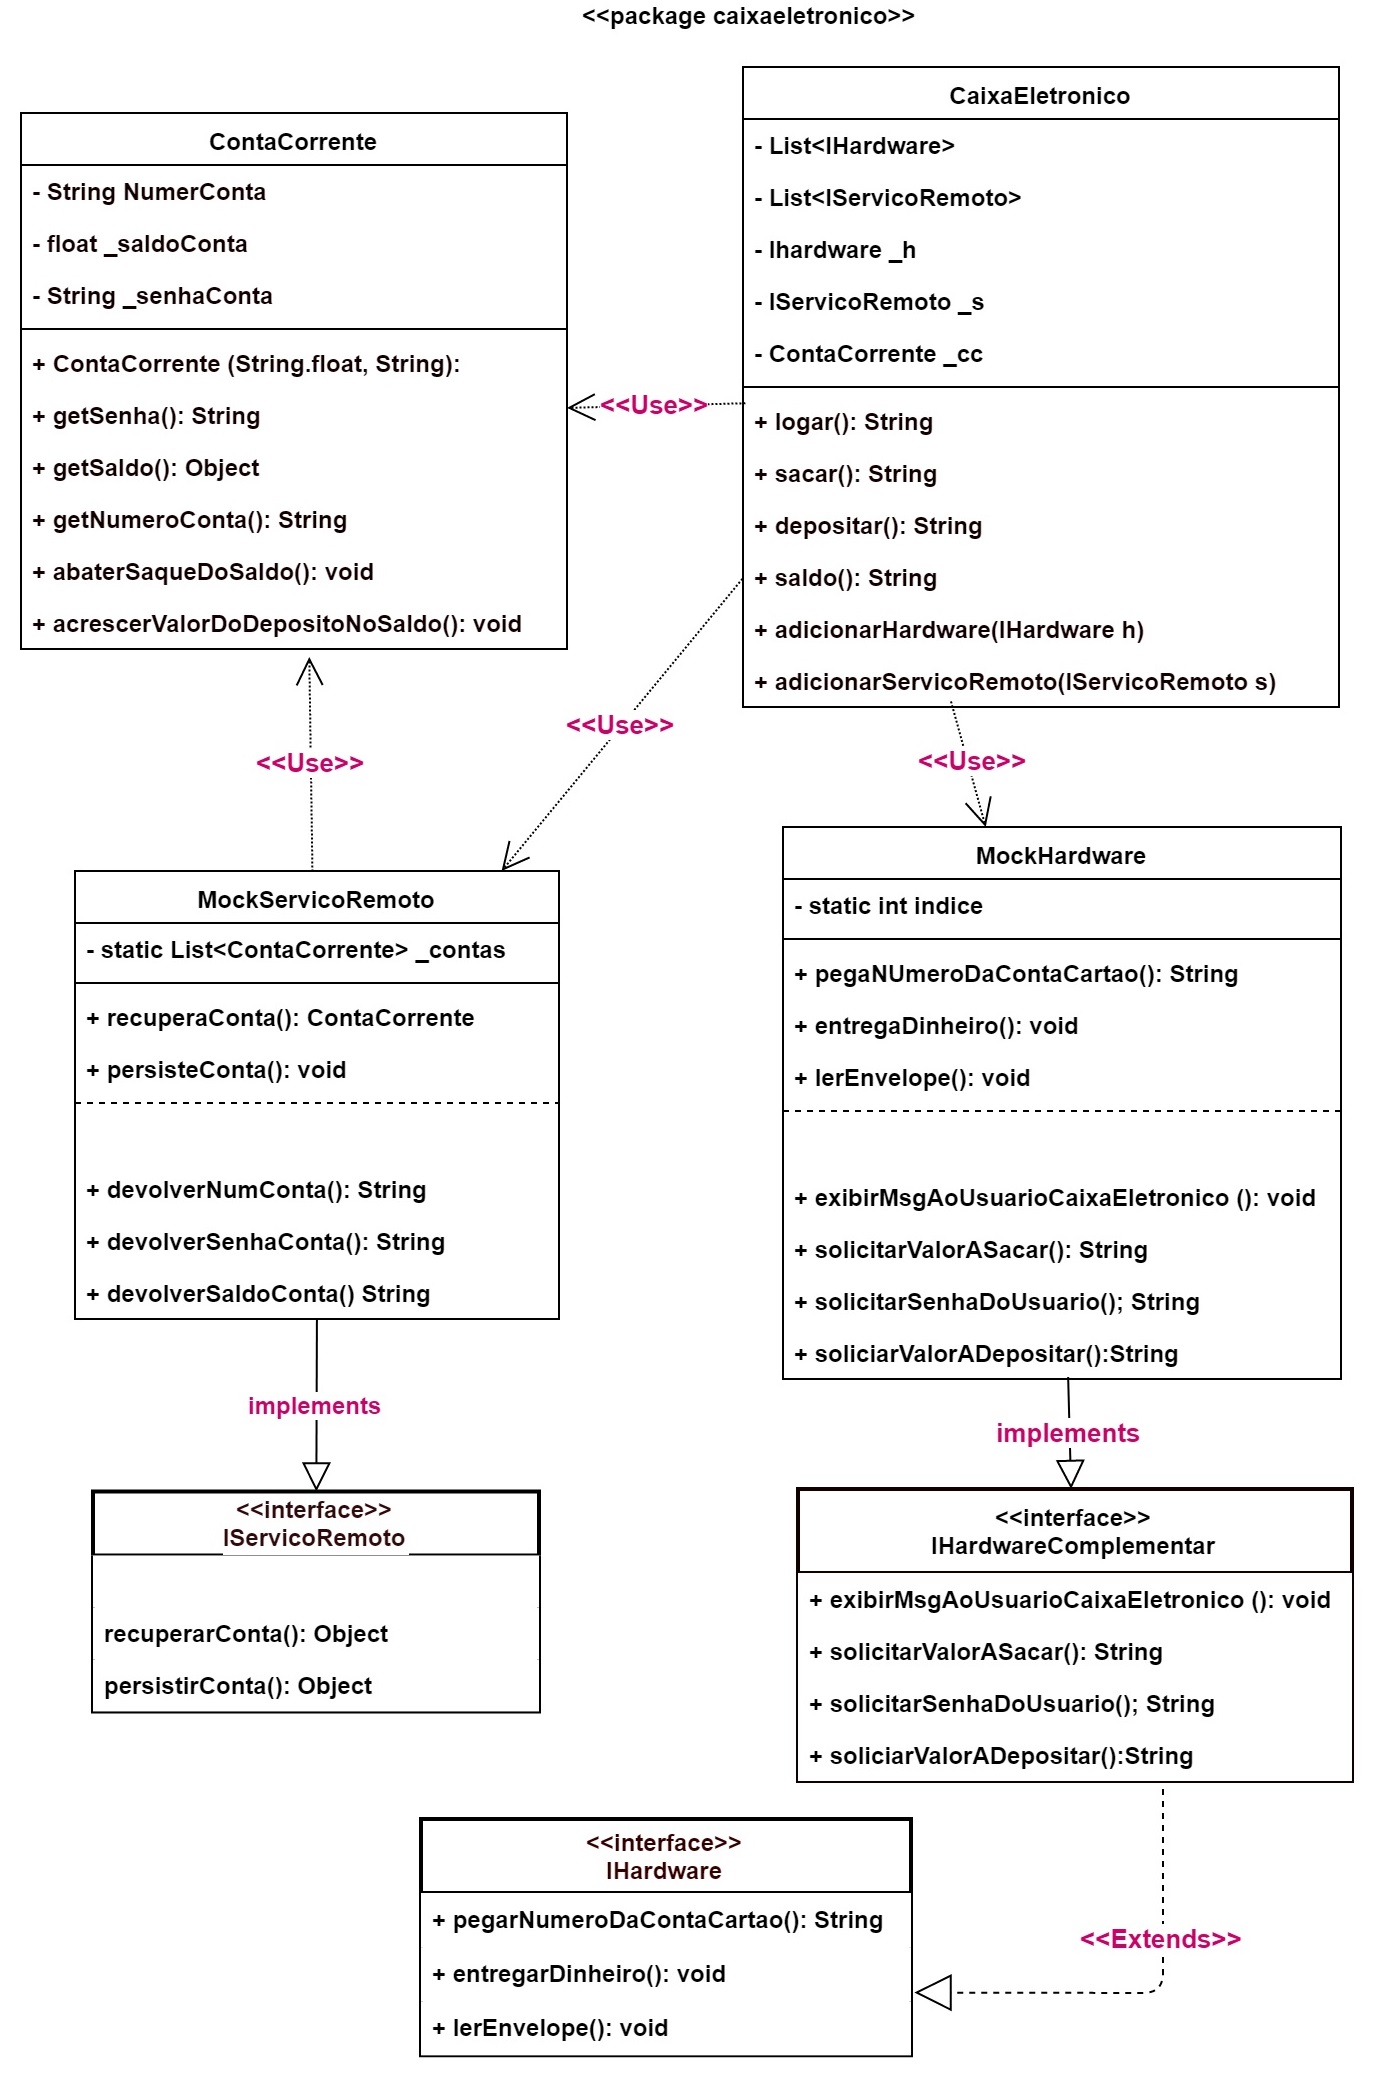 <<package caixaeletronico>>
ContaCorrente
- String NumerConta
- float _saldoConta
- String _senhaConta
+ ContaCorrente (String.float, String):
+ getSenha(): String
+ getSaldo(): Object
+ getNumeroConta(): String
+ abaterSaqueDoSaldo(): void
+ acrescerValorDoDepositoNoSaldo(): void
CaixaEletronico
- List<IHardware>
- List<IServicoRemoto>
- Ihardware _h
- IServicoRemoto _s
- ContaCorrente _cc
+ logar(): String
+ sacar(): String
+ depositar(): String
+ saldo(): String
+ adicionarHardware(IHardware h)
+ adicionarServicoRemoto(IServicoRemoto s)
<<Use>>
<<Use>>
<<Use>>
<<Use>>
MockServicoRemoto
- static List<ContaCorrente> _contas
+ recuperaConta(): ContaCorrente
+ persisteConta(): void
+ devolverNumConta(): String
+ devolverSenhaConta(): String
+ devolverSaldoConta() String
MockHardware
- static int indice
+ pegaNUmeroDaContaCartao(): String
+ entregaDinheiro(): void
+ lerEnvelope(): void
+ exibirMsgAoUsuarioCaixaEletronico (): void
+ solicitarValorASacar(): String
+ solicitarSenhaDoUsuario(); String
+ soliciarValorADepositar():String
implements
implements
<<interface>>
IServicoRemoto
recuperarConta(): Object
persistirConta(): Object
<<interface>>
IHardwareComplementar
+ exibirMsgAoUsuarioCaixaEletronico (): void
+ solicitarValorASacar(): String
+ solicitarSenhaDoUsuario(); String
+ soliciarValorADepositar():String
<<interface>>
IHardware
+ pegarNumeroDaContaCartao(): String
+ entregarDinheiro(): void
+ lerEnvelope(): void
<<Extends>>